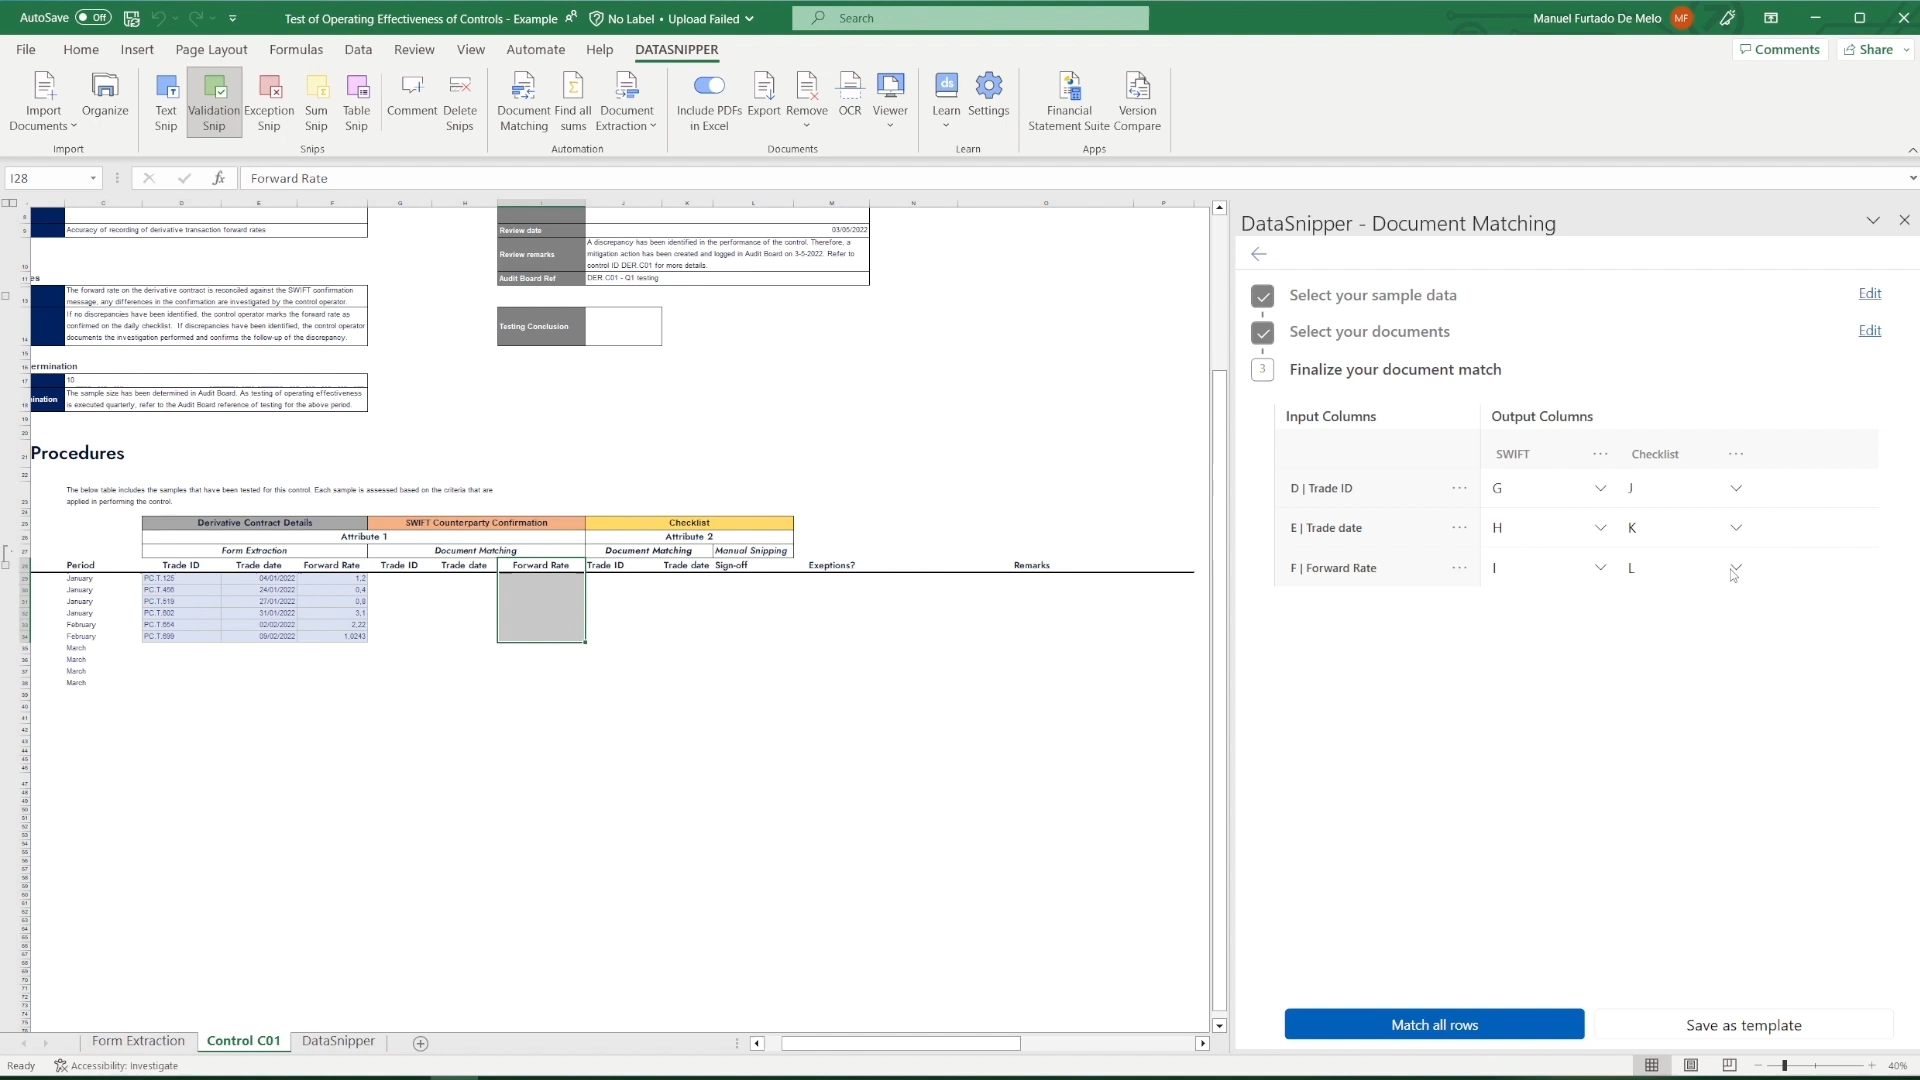 AutoSave Off Test of Operating Effectiveness of Controls - Example No Label • Upload Failed Search Manuel Furtado De Melo MF
File Home Insert Page Layout Formulas Data Review View Automate Help DATASNIPPER Comments Share
Import Documents Organize Text Snip Validation Snip Exception Snip Sum Snip Table Snip Comment Delete Snips Document Matching Find all sums Document Extraction Include PDFs in Excel Export Remove OCR Viewer Learn Settings Financial Statement Suite Version Compare
Import Snips Automation Documents Learn Apps
I28 fx Forward Rate
C D E F G H I J K L M N O P
Accuracy of recording of derivative transaction forward rates
Review date 03/05/2022
Review remarks
A discrepancy has been identified in the performance of the control. Therefore, a
mitigation action has been created and logged in Audit Board on 3-5-2022. Refer to
control ID DER.C01 for more details.
Audit Board Ref DER C01 - Q1 testing
es
The forward rate on the derivative contract is reconciled against the SWIFT confirmation
message, any differences in the confirmation are investigated by the control operator.
If no discrepancies have been identified, the control operator marks the forward rate as
confirmed on the daily checklist. If discrepancies have been identified, the control operator
documents the investigation performed and confirms the follow-up of the discrepancy.
Testing Conclusion
ermination
10
ination
The sample size has been determined in Audit Board. As testing of operating effectiveness
is executed quarterly, refer to the Audit Board reference of testing for the above period.
Procedures
The below table includes the samples that have been tested for this control. Each sample is assessed based on the criteria that are
applied in performing the control.
Derivative Contract Details SWIFT Counterparty Confirmation Checklist
Attribute 1 Attribute 2
Form Extraction Document Matching Document Matching Manual Snipping
Period Trade ID Trade date Forward Rate Trade ID Trade date Forward Rate Trade ID Trade date Sign-off Exeptions? Remarks
January PC.T.125 04/01/2022 1,2
January PC.T.456 24/01/2022 0,4
January PC.T.519 27/01/2022 0,8
January PC.T.602 31/01/2022 3,1
February PC.T.654 02/02/2022 2,22
February PC.T.699 09/02/2022 1,0243
March
March
March
March
DataSnipper - Document Matching
Select your sample data Edit
Select your documents Edit
3 Finalize your document match
Input Columns Output Columns
SWIFT ··· Checklist ···
D | Trade ID ··· G J
E | Trade date ··· H K
F | Forward Rate ··· I L
Match all rows Save as template
Form Extraction Control C01 DataSnipper
Ready Accessibility: Investigate 40%